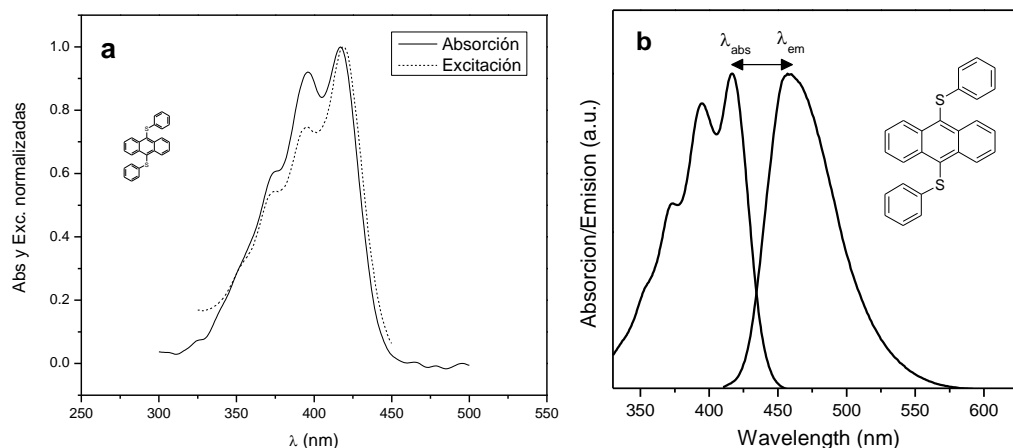 a
Absorción
Excitación
Abs y Exc. normalizadas
1.0
0.8
0.6
0.4
0.2
0.0
250 300 350 400 450 500 550
λ (nm)
S
S
b
λabs λem
Absorcion/Emision (a.u.)
350 400 450 500 550 600
Wavelength (nm)
S
S